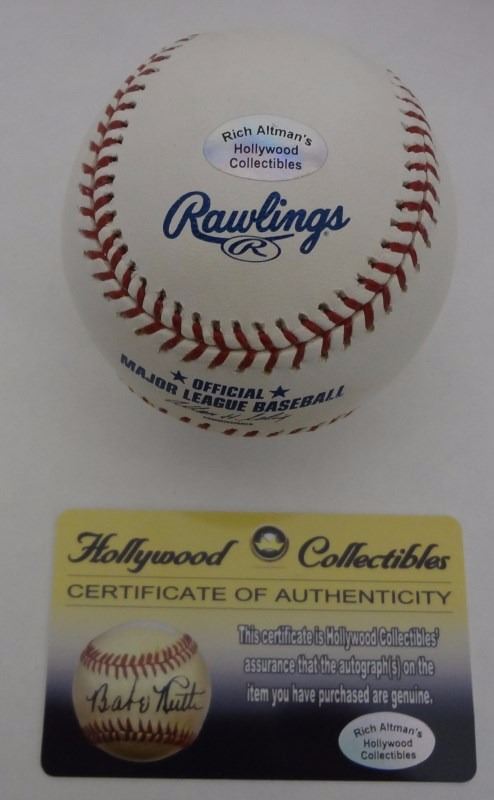 Rich Altman's
Hollywood
Collectibles
Rawlings
R
OFFICIAL
MAJOR LEAGUE BASEBALL
Hollywood Collectibles
CERTIFICATE OF AUTHENTICITY
This certificate is Hollywood Collectibles'
assurance that the autograph(s) on the
item you have purchased are genuine.
Babe Ruth
Rich Altman's
Hollywood
Collectibles